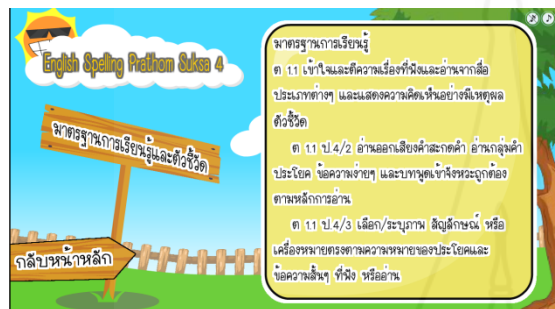 English Spelling Prathom Suksa 4
มาตรฐานการเรียนรู้และตัวชี้วัด
กลับหน้าหลัก
มาตรฐานการเรียนรู้
ต 1.1 เข้าใจและตีความเรื่องที่ฟังและอ่านจากสื่อ
ประเภทต่างๆ และแสดงความคิดเห็นอย่างมีเหตุผล
ตัวชี้วัด
ต 1.1 ป.4/2 อ่านออกเสียงคำสะกดคำ อ่านกลุ่มคำ
ประโยค ข้อความง่ายๆ และบทพูดเข้าจังหวะถูกต้อง
ตามหลักการอ่าน
ต 1.1 ป.4/3 เลือก/ระบุภาพ สัญลักษณ์ หรือ
เครื่องหมายตรงตามความหมายของประโยคและ
ข้อความสั้นๆ ที่ฟัง หรืออ่าน